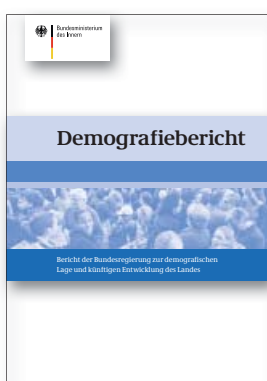 Bundesministerium
des Innern
Demografiebericht
Bericht der Bundesregierung zur demografischen
Lage und künftigen Entwicklung des Landes